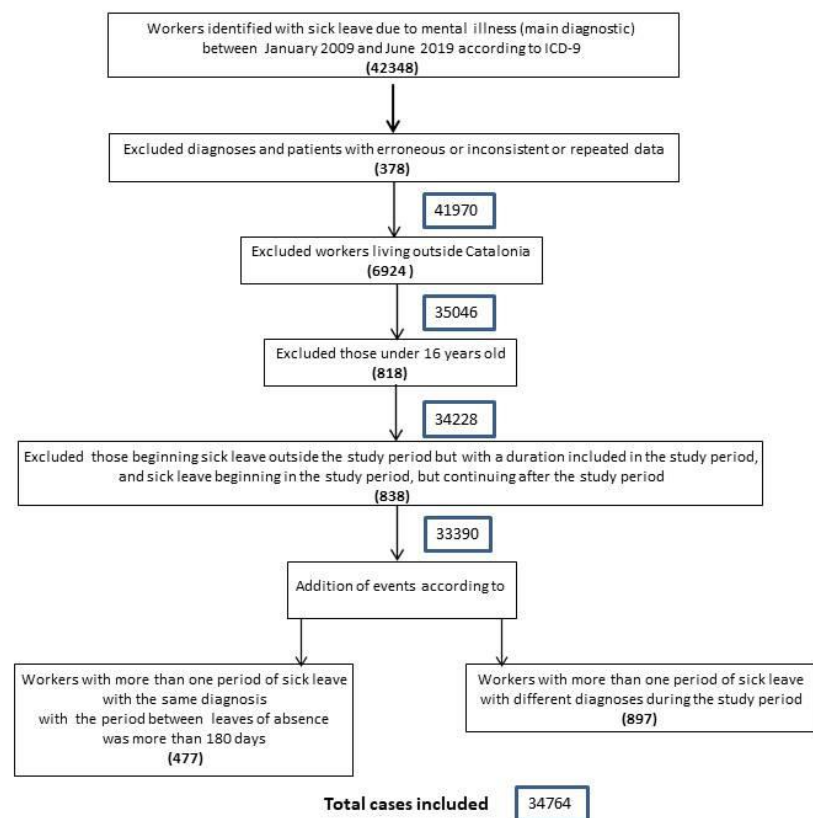 Workers identified with sick leave due to mental illness (main diagnostic)
between January 2009 and June 2019 according to ICD-9
(42348)
Excluded diagnoses and patients with erroneous or inconsistent or repeated data
(378)
41970
Excluded workers living outside Catalonia
(6924 )
35046
Excluded those under 16 years old
(818)
34228
Excluded those beginning sick leave outside the study period but with a duration included in the study period,
and sick leave beginning in the study period, but continuing after the study period
(838)
33390
Addition of events according to
Workers with more than one period of sick leave
with the same diagnosis
with the period between leaves of absence
was more than 180 days
(477)
Workers with more than one period of sick leave
with different diagnoses during the study period
(897)
Total cases included 34764